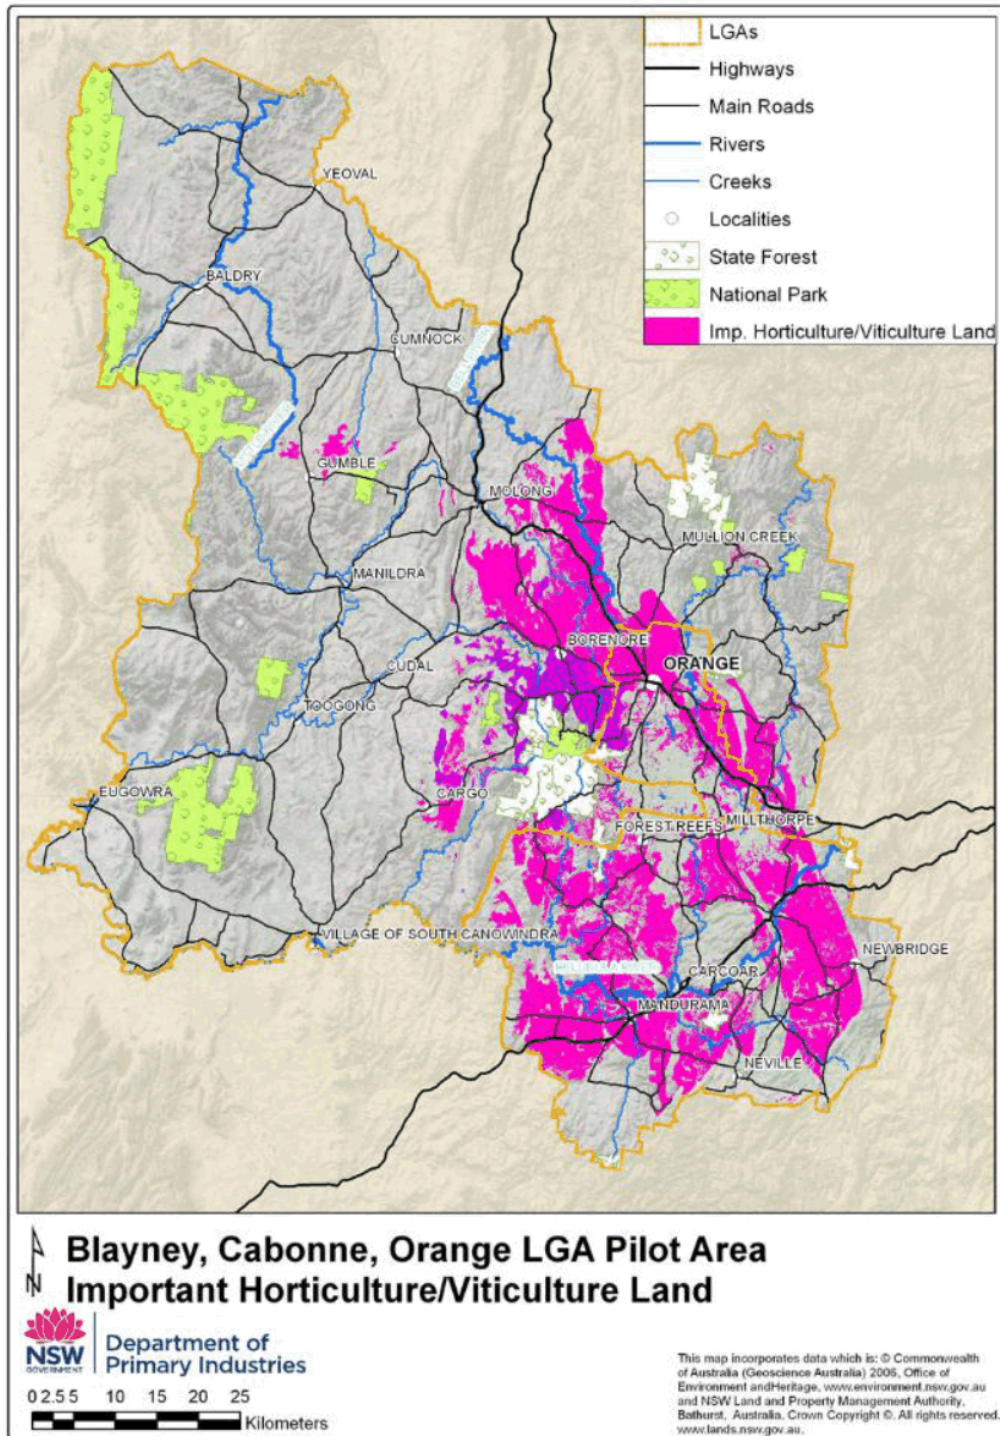 LGAs
Highways
Main Roads
Rivers
Creeks
Localities
State Forest
National Park
Imp. Horticulture/Viticulture Land
YEOVAL
BALDRY
CUMNOCK
GUMBLE
MOLONG
MULLION CREEK
MANILDRA
BORENORE
ORANGE
CUDAL
TOOGONG
EUGOWRA
CARGO
FOREST REEFS
MILLTHORPE
VILLAGE OF SOUTH CANOWINDRA
NEWBRIDGE
CARCOAR
MANDURAMA
NEVILLE
N
Blayney, Cabonne, Orange LGA Pilot Area
Important Horticulture/Viticulture Land
NSW
GOVERNMENT
Department of
Primary Industries
0 2.5 5 10 15 20 25
Kilometers
This map incorporates data which is: © Commonwealth
of Australia (Geoscience Australia) 2006, Office of
Environment andHeritage, www.environment.nsw.gov.au
and NSW Land and Property Management Authority,
Bathurst, Australia. Crown Copyright ©. All rights reserved.
www.lands.nsw.gov.au.